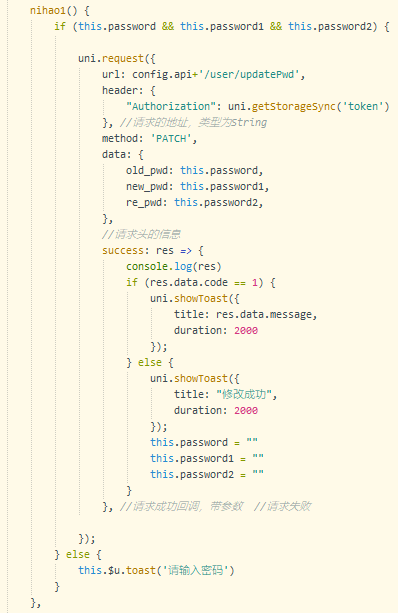 nihao1() {
if (this.password && this.password1 && this.password2) {
uni.request({
url: config.api+'/user/updatePwd',
header: {
"Authorization": uni.getStorageSync('token')
}, //请求的地址，类型为String
method: 'PATCH',
data: {
old_pwd: this.password,
new_pwd: this.password1,
re_pwd: this.password2,
},
//请求头的信息
success: res => {
console.log(res)
if (res.data.code == 1) {
uni.showToast({
title: res.data.message,
duration: 2000
});
} else {
uni.showToast({
title: "修改成功",
duration: 2000
});
this.password = ""
this.password1 = ""
this.password2 = ""
}
}, //请求成功回调，带参数  //请求失败
});
} else {
this.$u.toast('请输入密码')
}
},